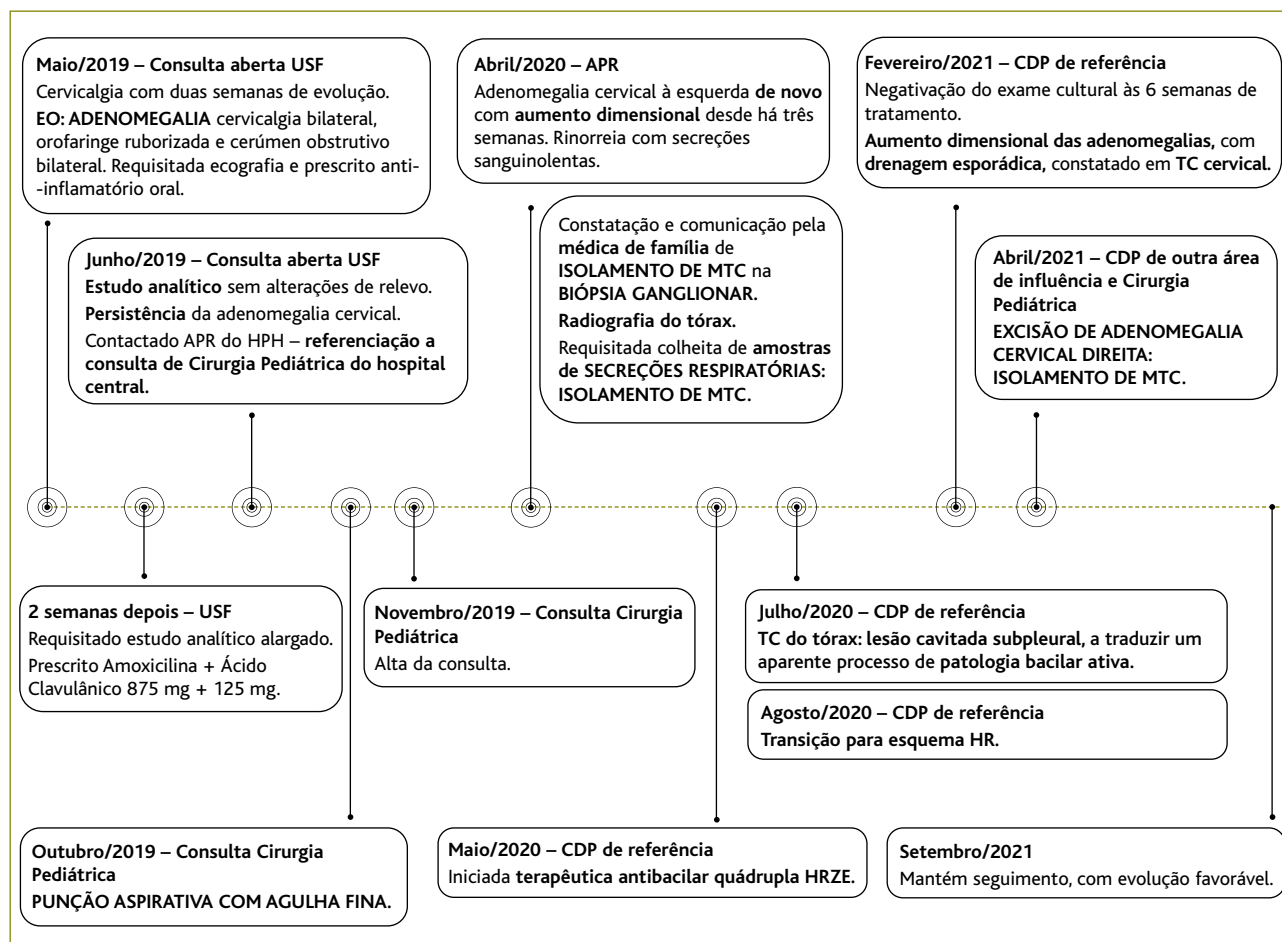 Maio/2019 – Consulta aberta USF
Cervicalgia com duas semanas de evolução.
EO: ADENOMEGALIA cervicalgia bilateral,
orofaringe ruborizada e cerúmen obstrutivo
bilateral. Requisitada ecografia e prescrito anti-
-inflamatório oral.
Junho/2019 – Consulta aberta USF
Estudo analítico sem alterações de relevo.
Persistência da adenomegalia cervical.
Contactado APR do HPH – referenciação a
consulta de Cirurgia Pediátrica do hospital
central.
Abril/2020 – APR
Adenomegalia cervical à esquerda de novo
com aumento dimensional desde há três
semanas. Rinorreia com secreções
sanguinolentas.
Constatação e comunicação pela
médica de família de
ISOLAMENTO DE MTC na
BIÓPSIA GANGLIONAR.
Radiografia do tórax.
Requisitada colheita de amostras
de SECREÇÕES RESPIRATÓRIAS:
ISOLAMENTO DE MTC.
Fevereiro/2021 – CDP de referência
Negativação do exame cultural às 6 semanas de
tratamento.
Aumento dimensional das adenomegalias, com
drenagem esporádica, constatado em TC cervical.
Abril/2021 – CDP de outra área
de influência e Cirurgia
Pediátrica
EXCISÃO DE ADENOMEGALIA
CERVICAL DIREITA:
ISOLAMENTO DE MTC.
2 semanas depois – USF
Requisitado estudo analítico alargado.
Prescrito Amoxicilina + Ácido
Clavulânico 875 mg + 125 mg.
Outubro/2019 – Consulta Cirurgia
Pediátrica
PUNÇÃO ASPIRATIVA COM AGULHA FINA.
Novembro/2019 – Consulta Cirurgia
Pediátrica
Alta da consulta.
Maio/2020 – CDP de referência
Iniciada terapêutica antibacilar quádrupla HRZE.
Julho/2020 – CDP de referência
TC do tórax: lesão cavitada subpleural, a traduzir um
aparente processo de patologia bacilar ativa.
Agosto/2020 – CDP de referência
Transição para esquema HR.
Setembro/2021
Mantém seguimento, com evolução favorável.